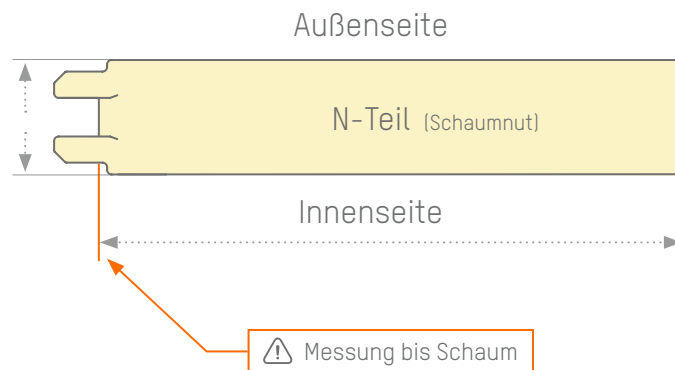 Außenseite
N-Teil (Schaumnut)
Innenseite
Messung bis Schaum